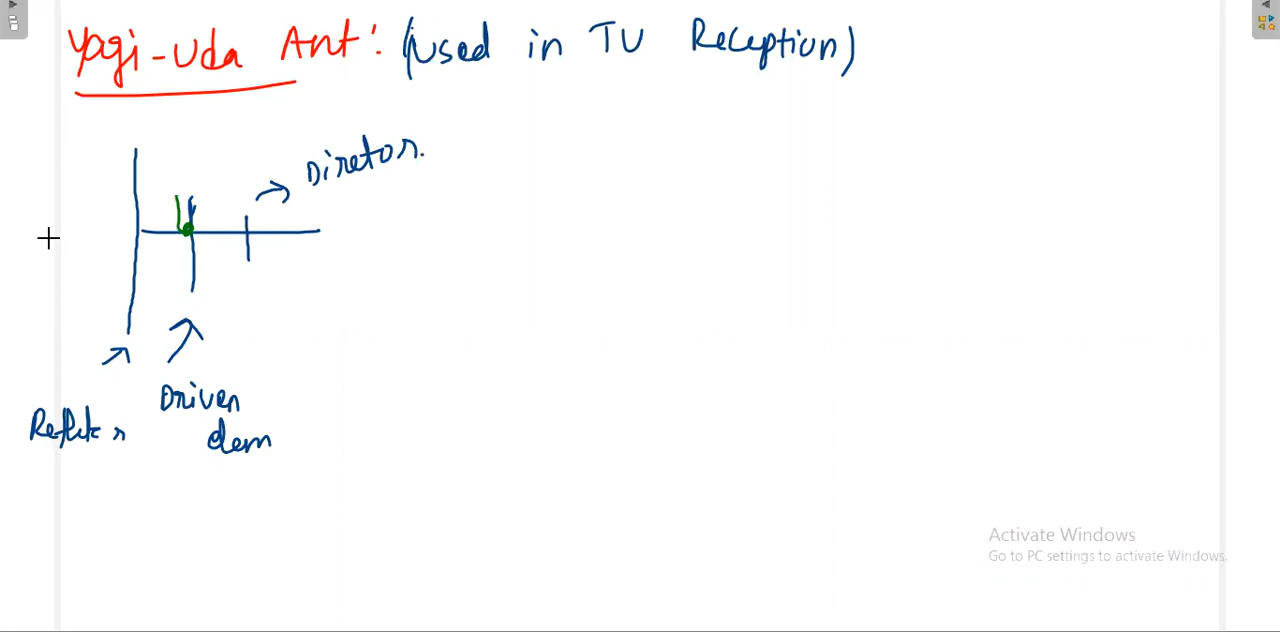 Yagi-Uda Ant: (Used in TV Reception)
Diretor.
Driven
elem
Activate Windows
Go to PC settings to activate Windows.